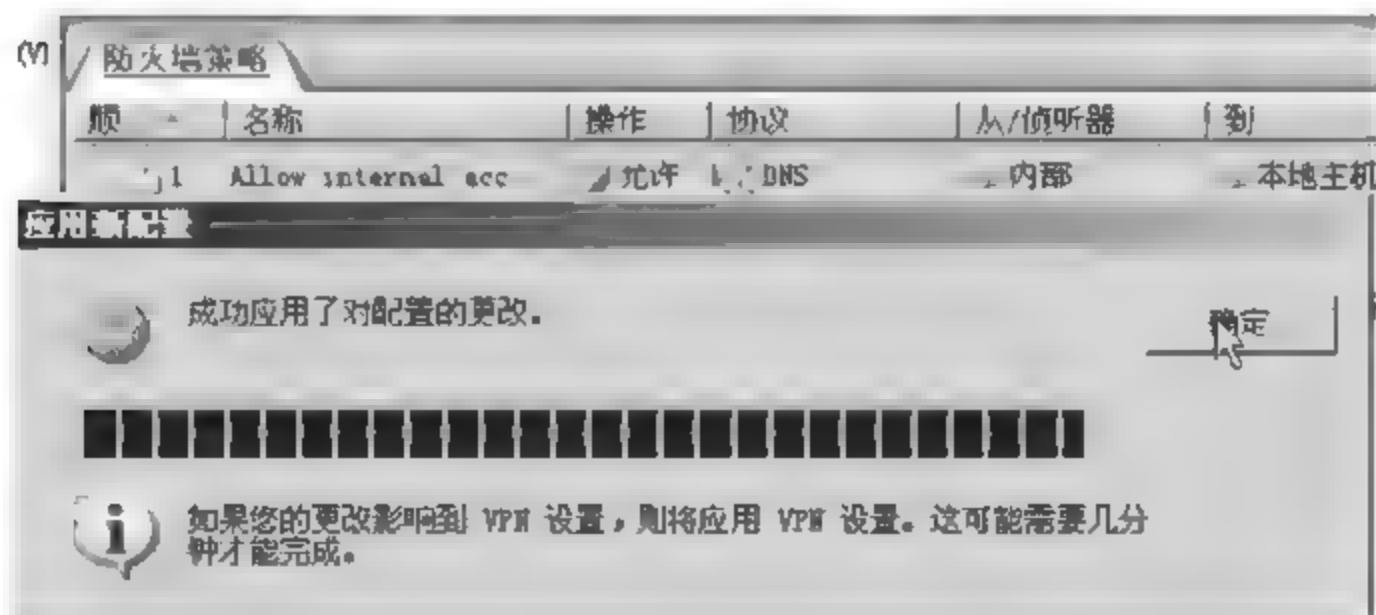 (V)
防火墙策略
顺 名称 操作 协议 从/侦听器 到
1 Allow internal acc 允许 DNS 内部 本地主机
应用新配置
成功应用了对配置的更改。
确定
如果您的更改影响到 VPN 设置，则将应用 VPN 设置。这可能需要几分
钟才能完成。